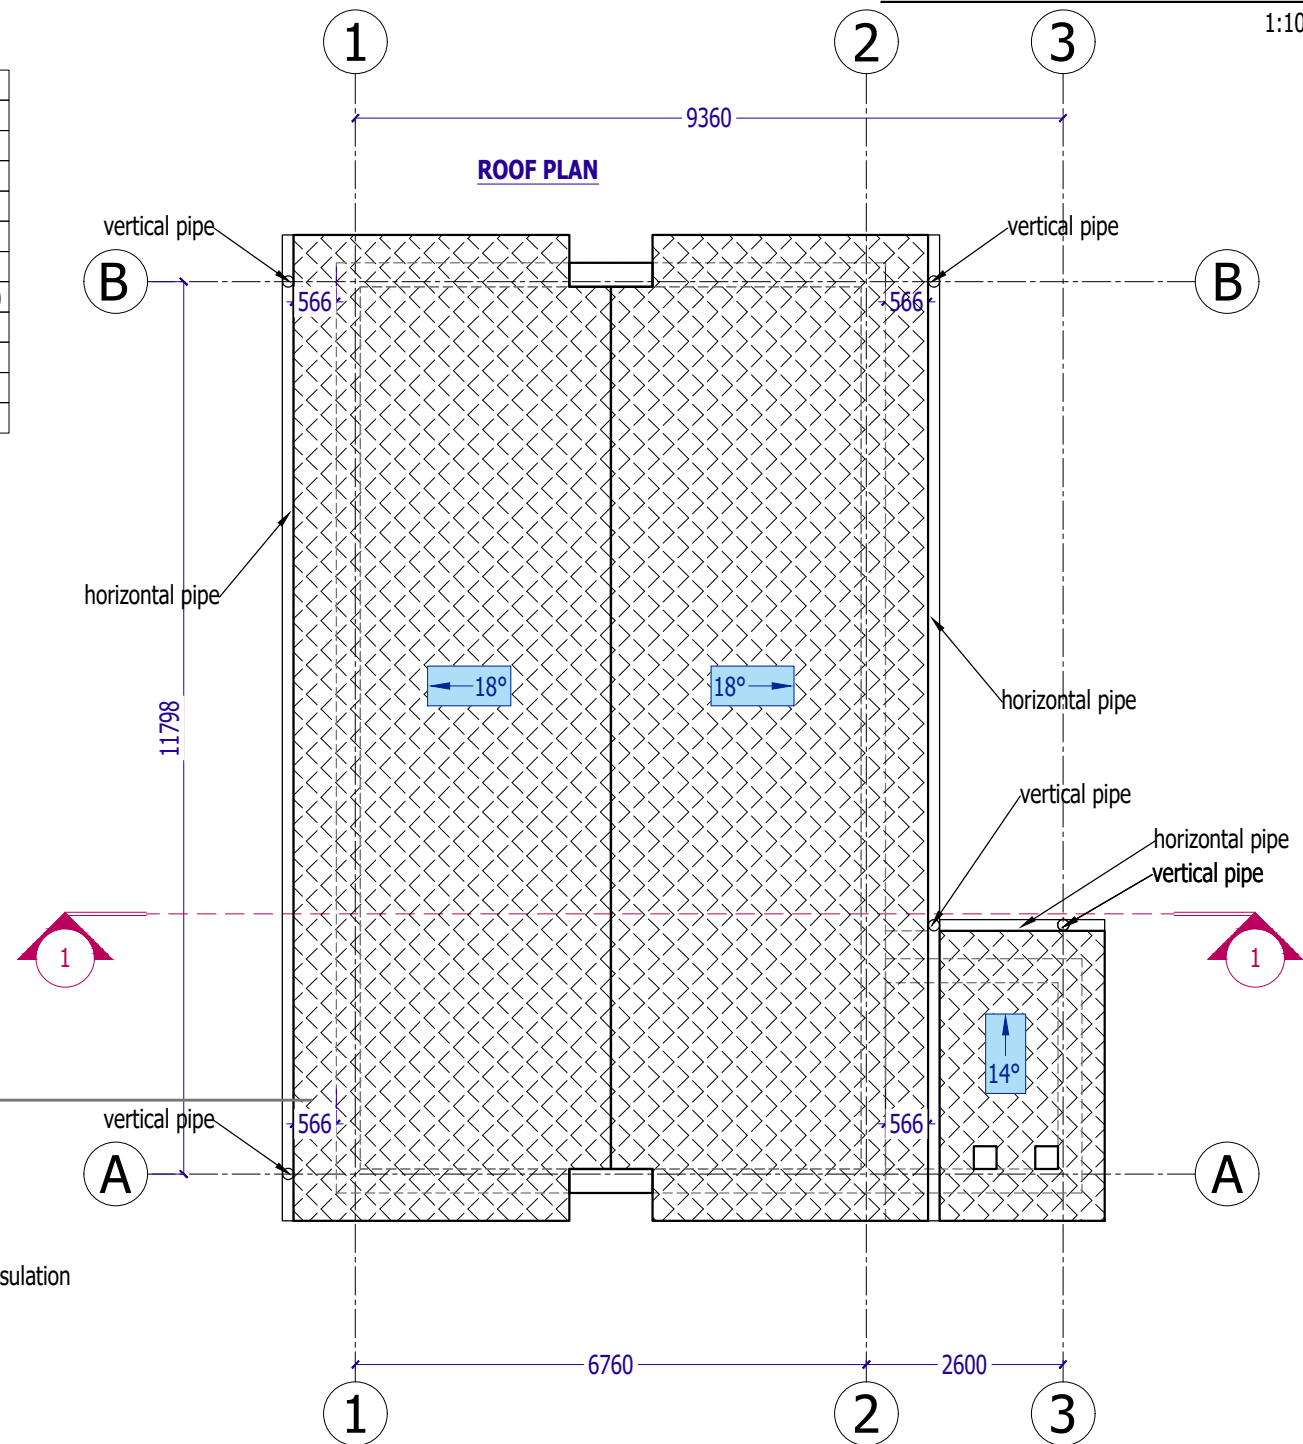 1:10
1
2
3
9360
ROOF PLAN
vertical pipe
vertical pipe
B
B
566
566
horizontal pipe
18°
18°
horizontal pipe
11798
vertical pipe
horizontal pipe
vertical pipe
1
1
14°
566
566
vertical pipe
A
A
sulation
6760
2600
1
2
3